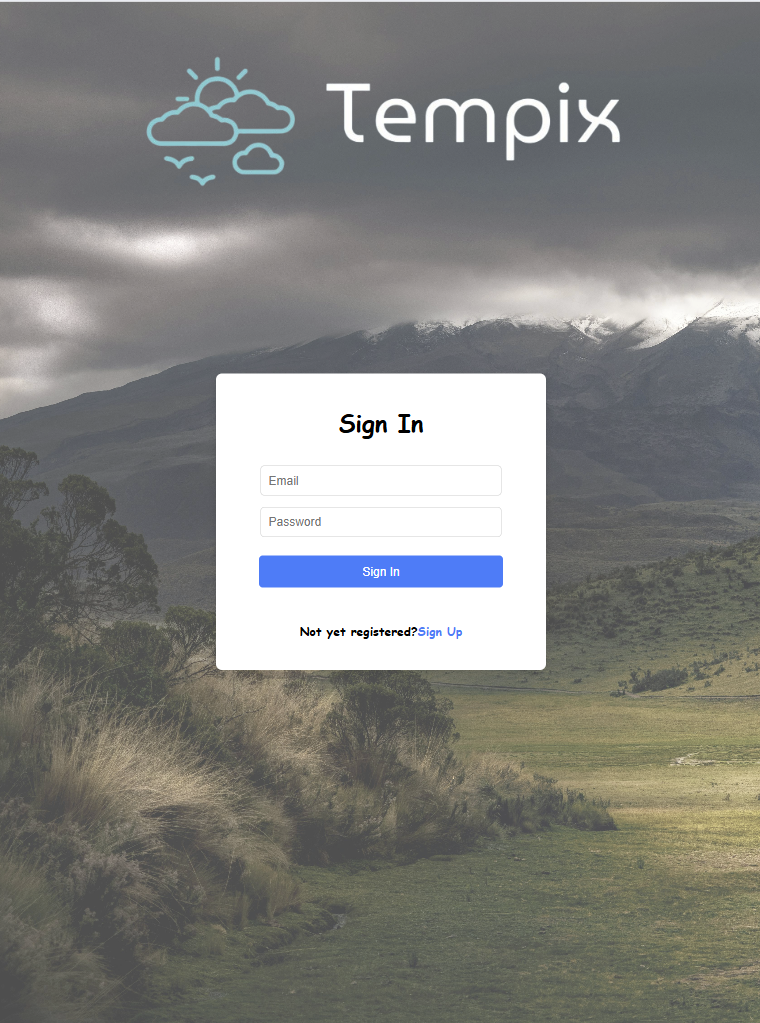 Tempix
Sign In
Email
Password
Sign In
Not yet registered?Sign Up